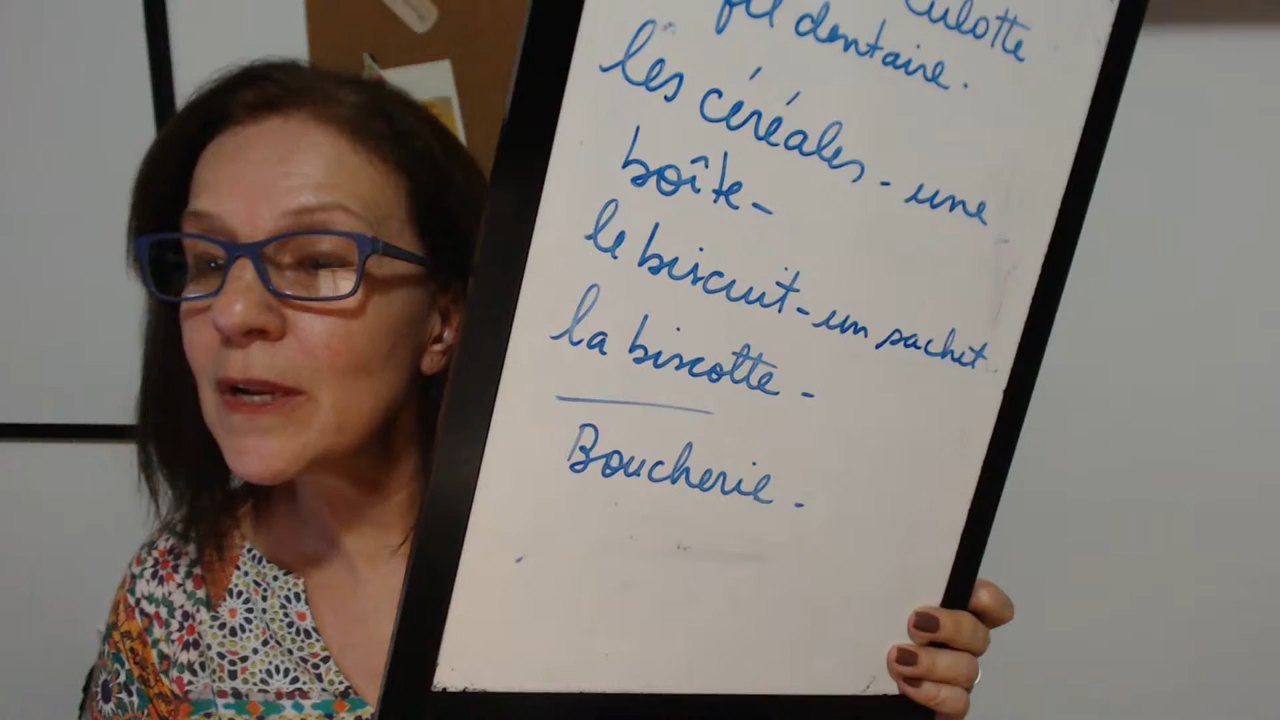 culotte
fil dentaire.
les céréales - une
boîte -
le biscuit - un sachet
la biscotte -
Boucherie -